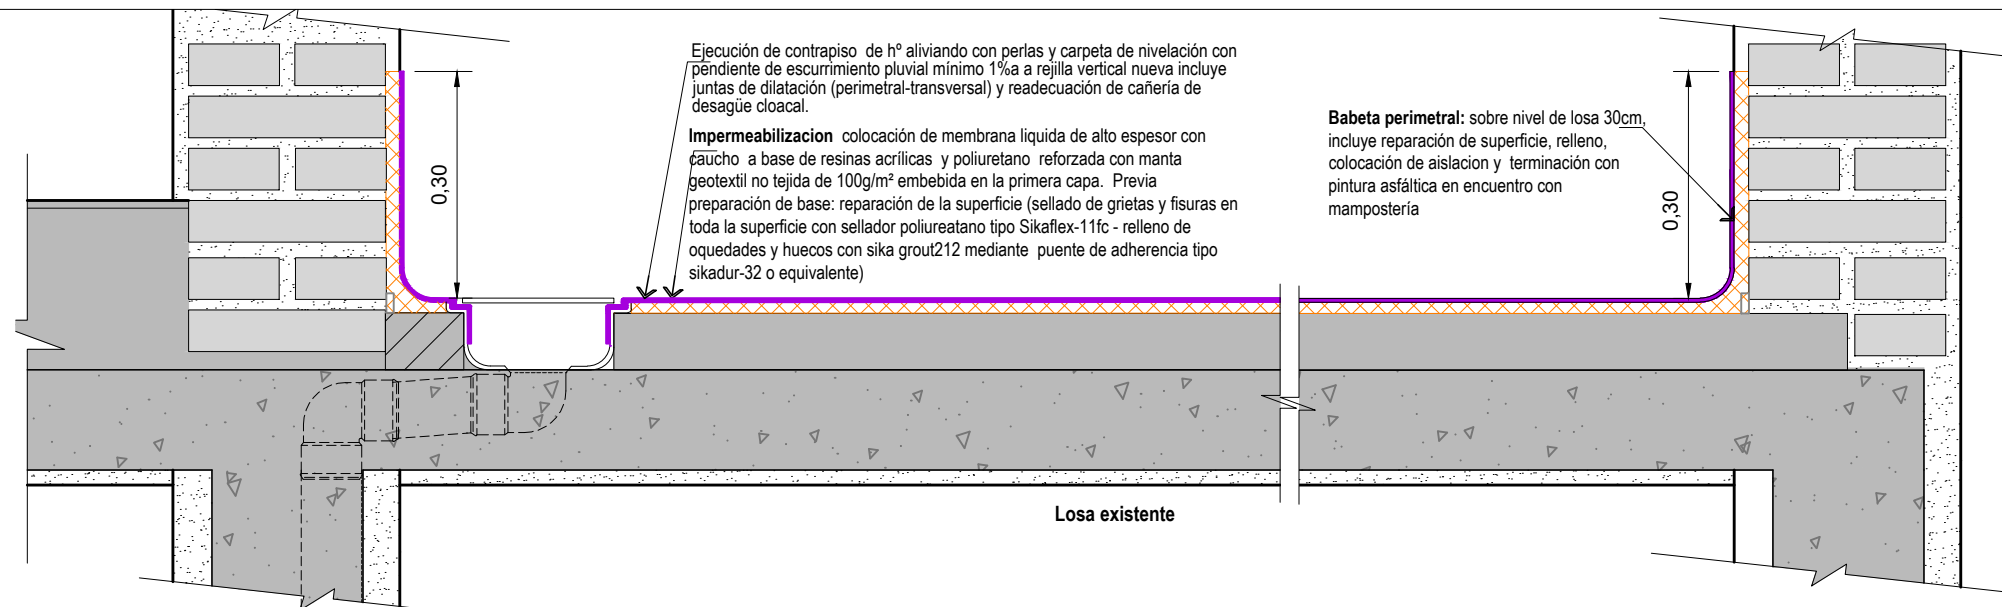 Ejecución de contrapiso de hº aliviando con perlas y carpeta de nivelación con
pendiente de escurrimiento pluvial mínimo 1%a a rejilla vertical nueva incluye
juntas de dilatación (perimetral-transversal) y readecuación de cañería de
desagüe cloacal.
Impermeabilizacion colocación de membrana liquida de alto espesor con
caucho a base de resinas acrílicas y poliuretano reforzada con manta
geotextil no tejida de 100g/m² embebida en la primera capa. Previa
preparación de base: reparación de la superficie (sellado de grietas y fisuras en
toda la superficie con sellador poliureatano tipo Sikaflex-11fc - relleno de
oquedades y huecos con sika grout212 mediante puente de adherencia tipo
sikadur-32 o equivalente)
Babeta perimetral: sobre nivel de losa 30cm,
incluye reparación de superficie, relleno,
colocación de aislacion y terminación con
pintura asfáltica en encuentro con
mampostería
0,30
0,30
Losa existente